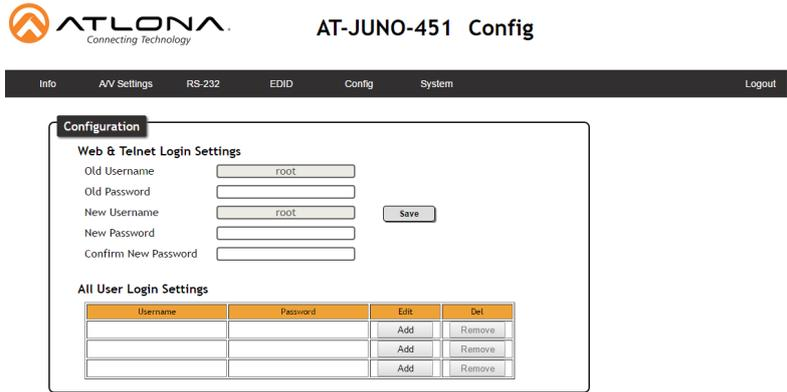 ATLONA.
Connecting Technology
AT-JUNO-451 Config
Info A/V Settings RS-232 EDID Config System Logout
Configuration
Web & Telnet Login Settings
Old Username root
Old Password
New Username root Save
New Password
Confirm New Password
All User Login Settings
Username Password Edit Del
Add Remove
Add Remove
Add Remove